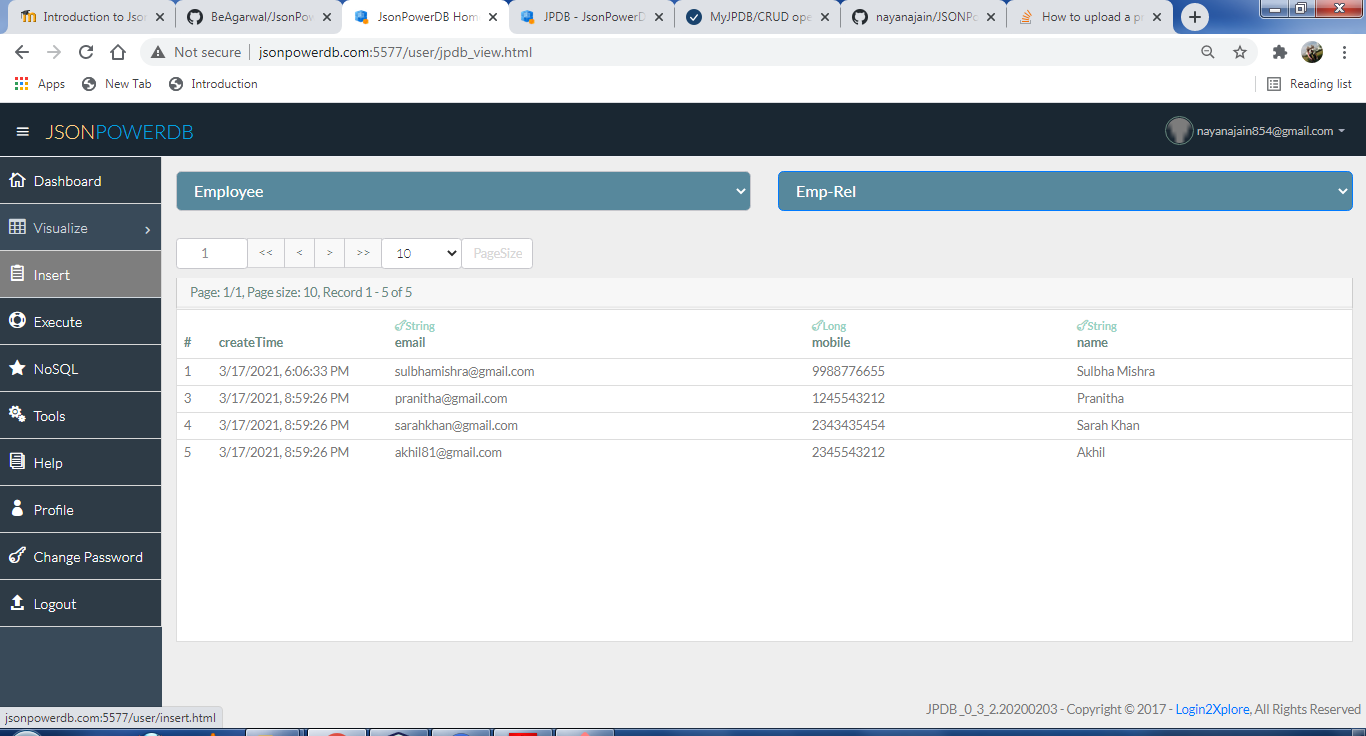 Introduction to Jso
BeAgarwal/JsonPow
JsonPowerDB Hom
JPDB - JsonPowerD
MyJPDB/CRUD ope
nayanajain/JSONPo
How to upload a pr
Not secure
jsonpowerdb.com:5577/user/jpdb_view.html
Apps
New Tab
Introduction
Reading list
JSONPOWERDB
nayanajain854@gmail.com
Dashboard
Visualize
Insert
Execute
NoSQL
Tools
Help
Profile
Change Password
Logout
Employee
Emp-Rel
1 << < > >> 10 PageSize
Page: 1/1, Page size: 10, Record 1 - 5 of 5
String Long String
# createTime email mobile name
1 3/17/2021, 6:06:33 PM sulbhamishra@gmail.com 9988776655 Sulbha Mishra
3 3/17/2021, 8:59:26 PM pranitha@gmail.com 1245543212 Pranitha
4 3/17/2021, 8:59:26 PM sarahkhan@gmail.com 2343435454 Sarah Khan
5 3/17/2021, 8:59:26 PM akhil81@gmail.com 2345543212 Akhil
JPDB_0_3_2.20200203 - Copyright © 2017 - Login2Xplore, All Rights Reserved
jsonpowerdb.com:5577/user/insert.html